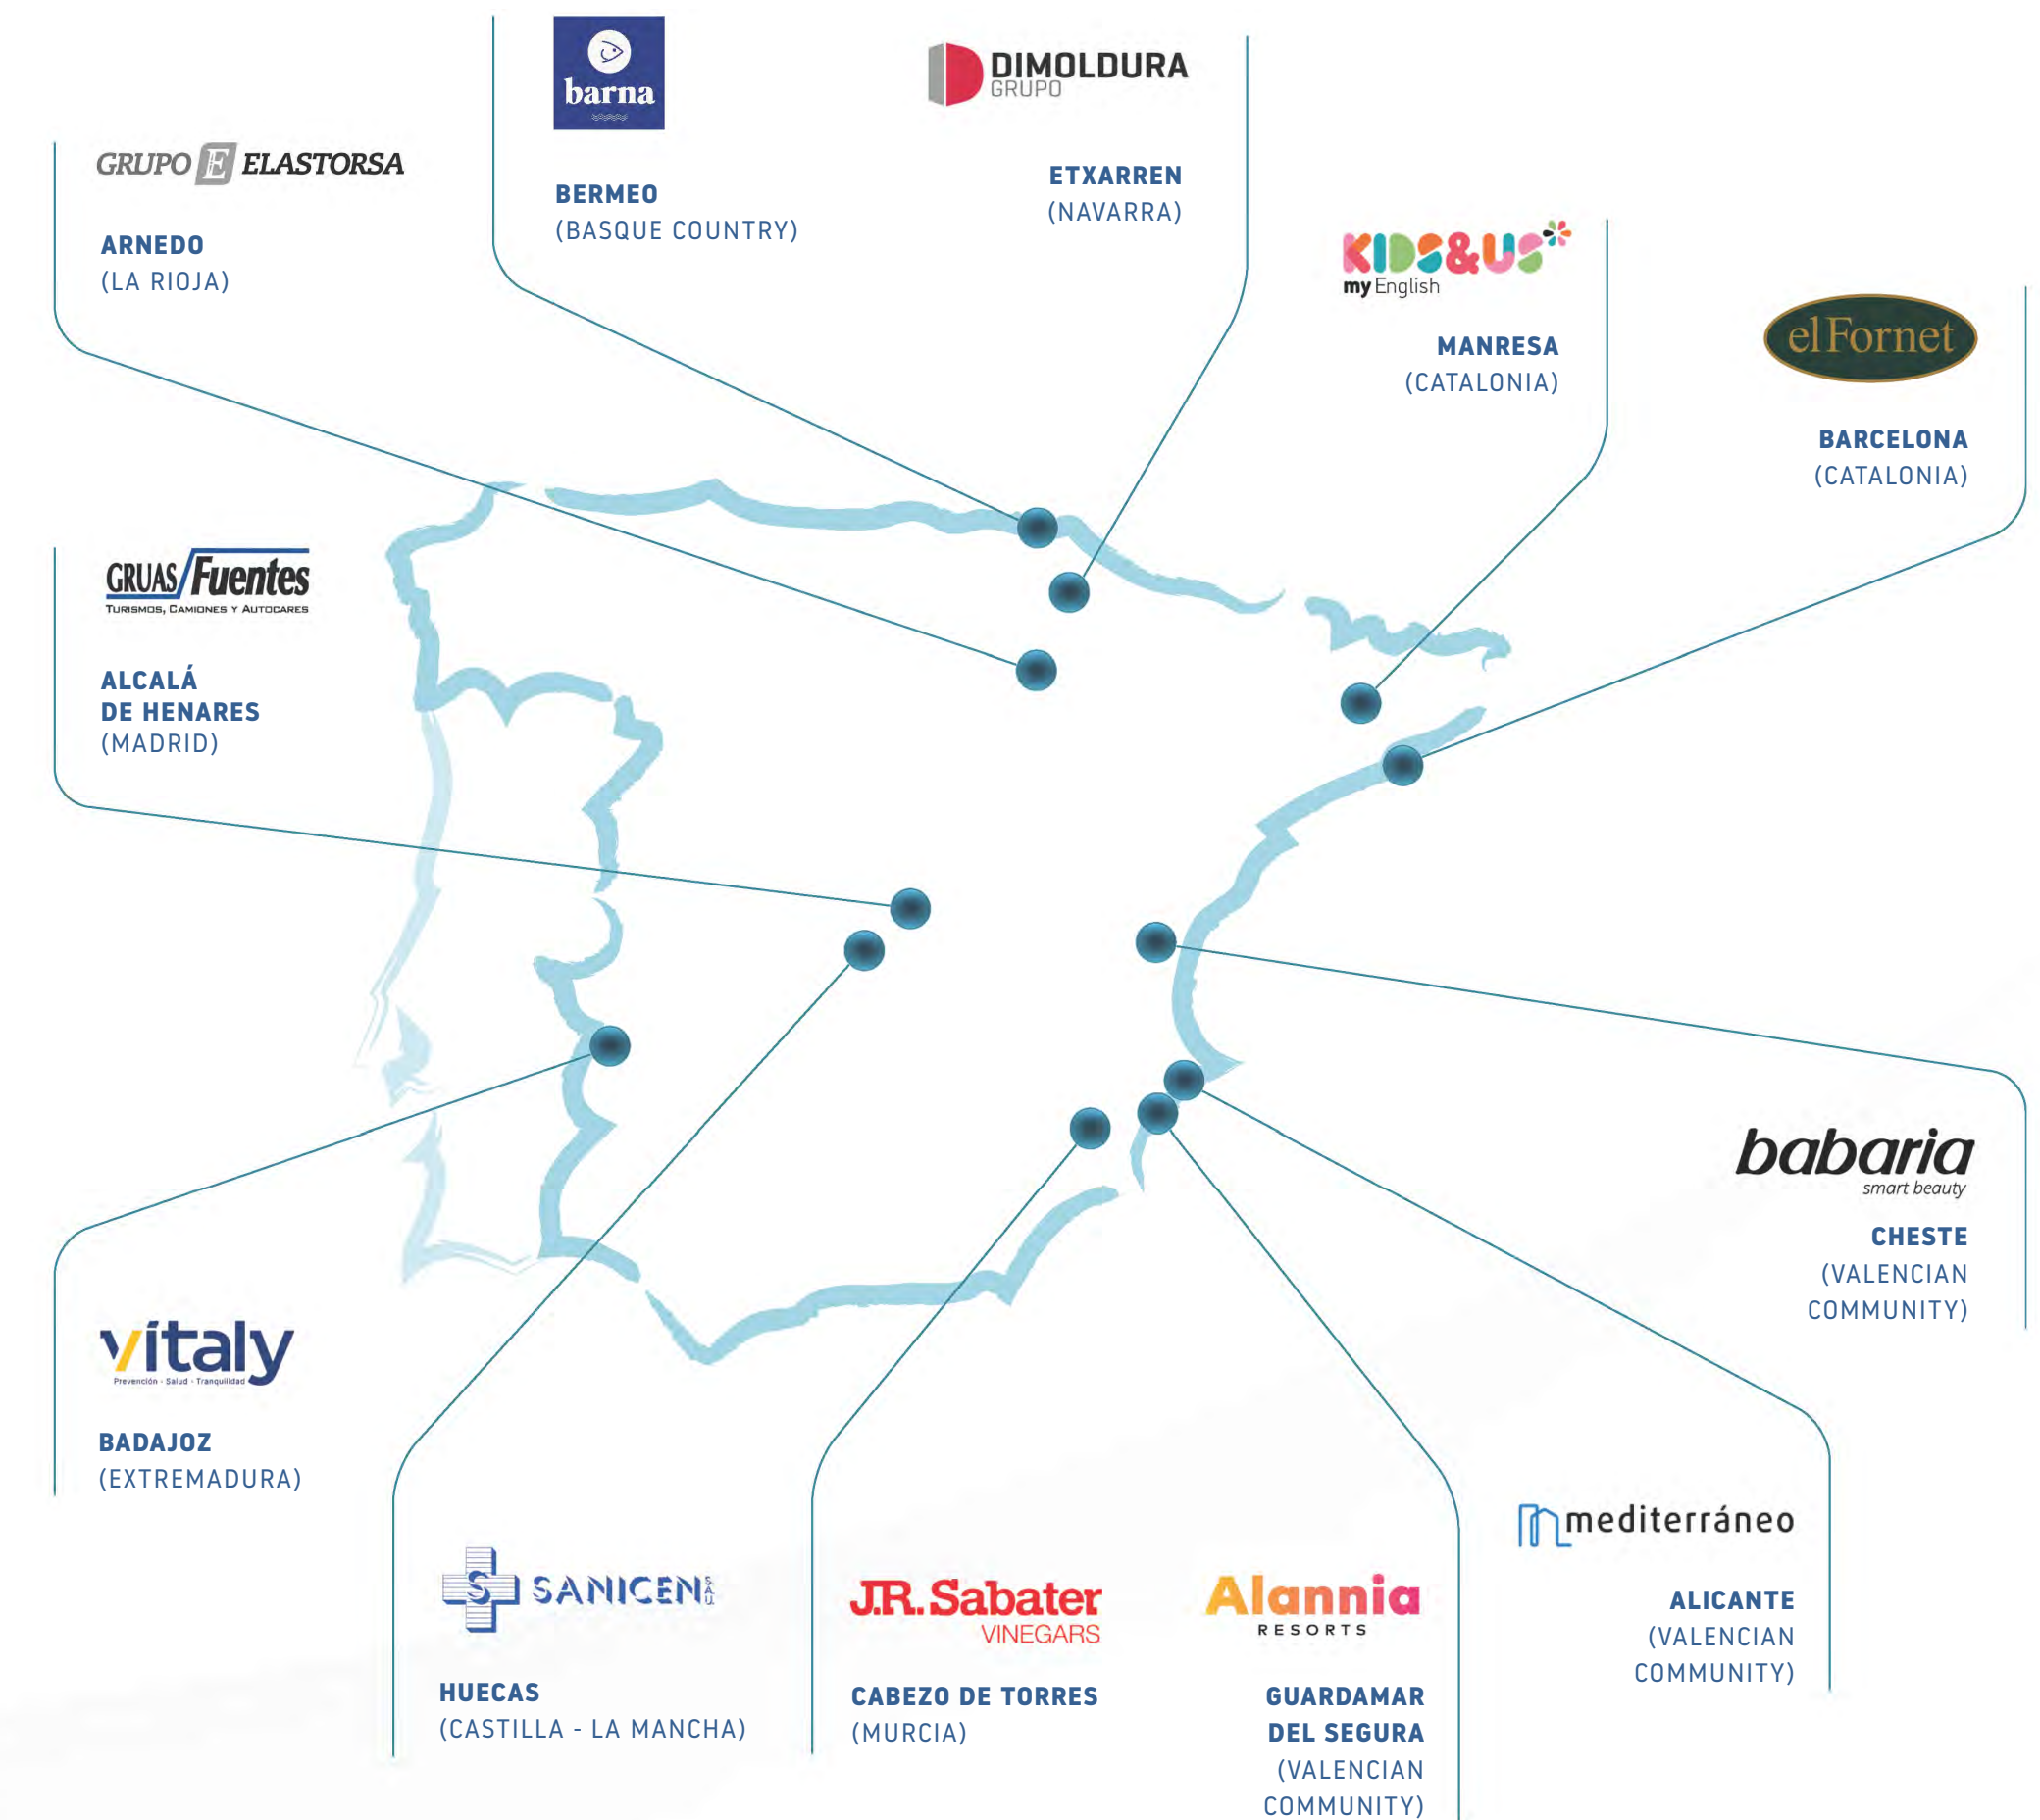 barna
BERMEO
(BASQUE COUNTRY)
DIMOLDURA
GRUPO
ETXARREN
(NAVARRA)
GRUPO E ELASTORSA
ARNEDO
(LA RIOJA)
KIDS&US
my English
MANRESA
(CATALONIA)
elFornet
BARCELONA
(CATALONIA)
GRUAS Fuentes
TURISMOS, CAMIONES Y AUTOCARES
ALCALÁ
DE HENARES
(MADRID)
babaria
smart beauty
CHESTE
(VALENCIAN
COMMUNITY)
vitaly
Prevención - Salud - Tranquilidad
BADAJOZ
(EXTREMADURA)
S SANICEN S.A.U.
HUECAS
(CASTILLA - LA MANCHA)
J.R. Sabater
VINEGARS
CABEZO DE TORRES
(MURCIA)
Alannia
RESORTS
GUARDAMAR
DEL SEGURA
(VALENCIAN
COMMUNITY)
mediterráneo
ALICANTE
(VALENCIAN
COMMUNITY)